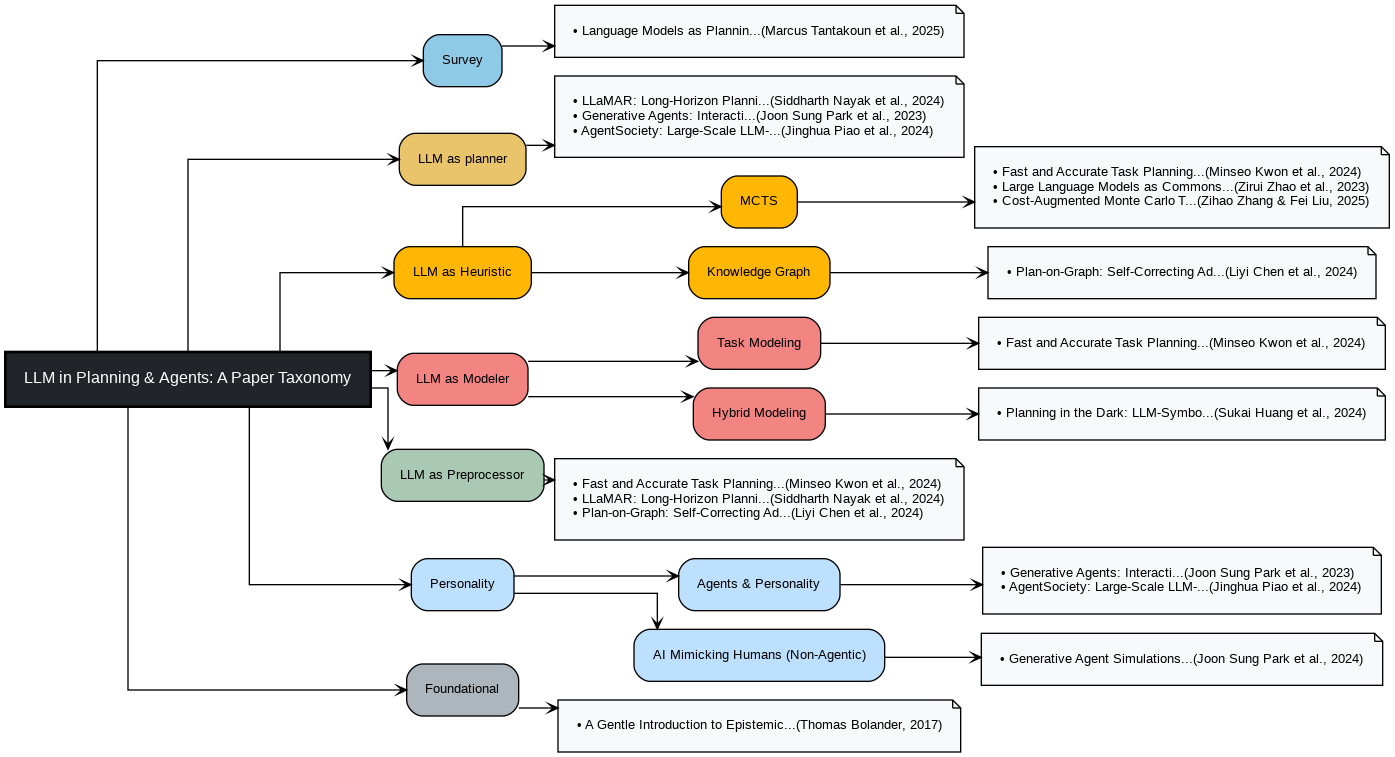 LLM in Planning & Agents: A Paper Taxonomy
Survey
• Language Models as Plannin...(Marcus Tantakoun et al., 2025)
LLM as planner
• LLaMAR: Long-Horizon Planni...(Siddharth Nayak et al., 2024)
• Generative Agents: Interacti...(Joon Sung Park et al., 2023)
• AgentSociety: Large-Scale LLM-...(Jinghua Piao et al., 2024)
LLM as Heuristic
MCTS
• Fast and Accurate Task Planning...(Minseo Kwon et al., 2024)
• Large Language Models as Commons...(Zirui Zhao et al., 2023)
• Cost-Augmented Monte Carlo T...(Zihao Zhang & Fei Liu, 2025)
Knowledge Graph
• Plan-on-Graph: Self-Correcting Ad...(Liyi Chen et al., 2024)
LLM as Modeler
Task Modeling
• Fast and Accurate Task Planning...(Minseo Kwon et al., 2024)
Hybrid Modeling
• Planning in the Dark: LLM-Symbo...(Sukai Huang et al., 2024)
LLM as Preprocessor
• Fast and Accurate Task Planning...(Minseo Kwon et al., 2024)
• LLaMAR: Long-Horizon Planni...(Siddharth Nayak et al., 2024)
• Plan-on-Graph: Self-Correcting Ad...(Liyi Chen et al., 2024)
Personality
Agents & Personality
• Generative Agents: Interacti...(Joon Sung Park et al., 2023)
• AgentSociety: Large-Scale LLM-...(Jinghua Piao et al., 2024)
AI Mimicking Humans (Non-Agentic)
• Generative Agent Simulations...(Joon Sung Park et al., 2024)
Foundational
• A Gentle Introduction to Epistemic...(Thomas Bolander, 2017)